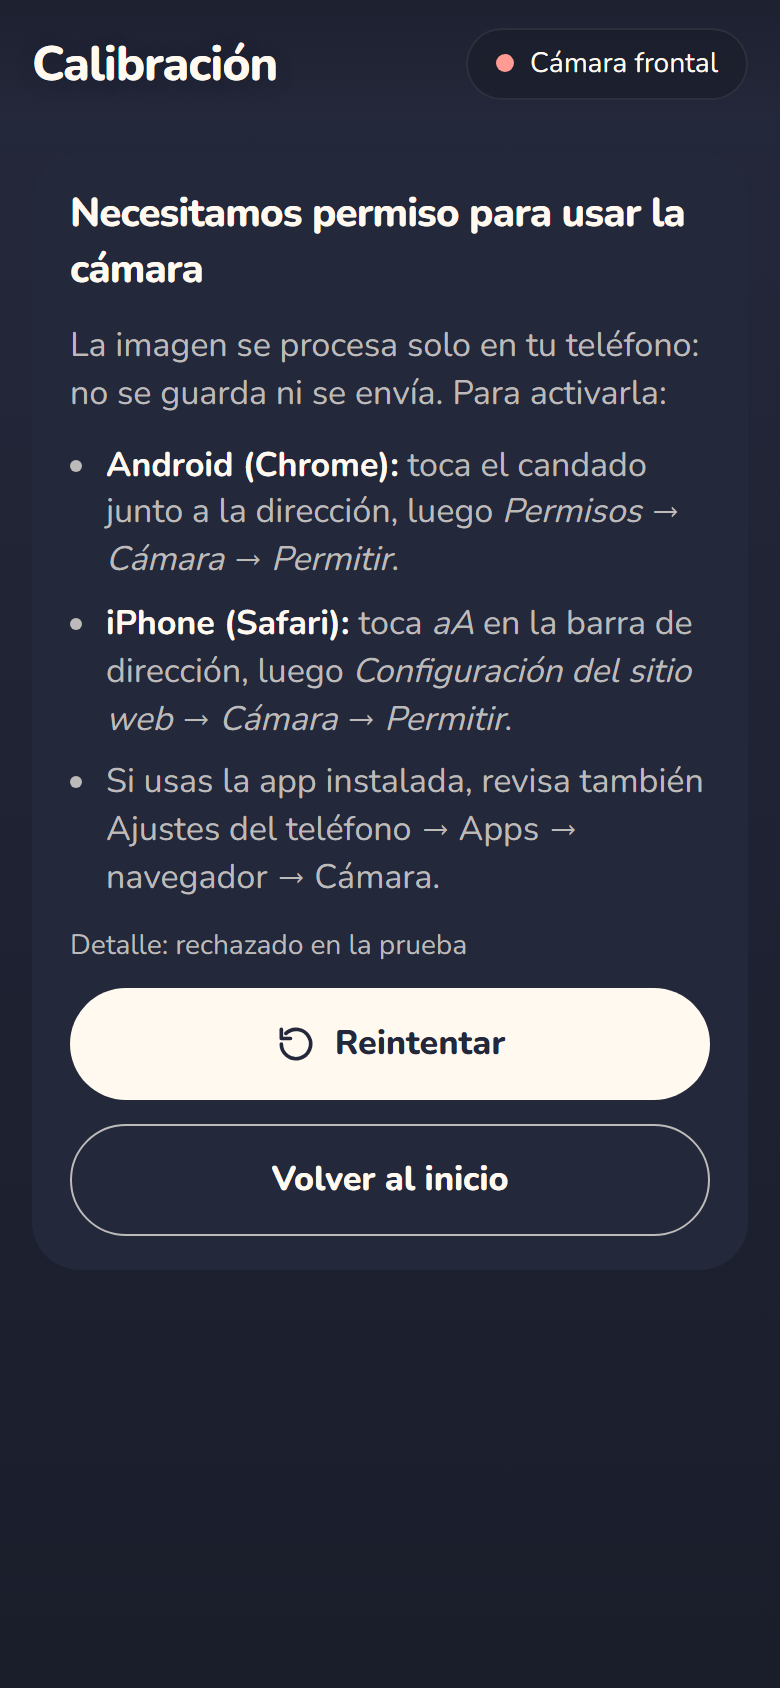 Calibración
Cámara frontal
Necesitamos permiso para usar la
cámara
La imagen se procesa solo en tu teléfono:
no se guarda ni se envía. Para activarla:
• Android (Chrome): toca el candado
junto a la dirección, luego Permisos →
Cámara → Permitir.
• iPhone (Safari): toca aA en la barra de
dirección, luego Configuración del sitio
web → Cámara → Permitir.
• Si usas la app instalada, revisa también
Ajustes del teléfono → Apps →
navegador → Cámara.
Detalle: rechazado en la prueba
Reintentar
Volver al inicio